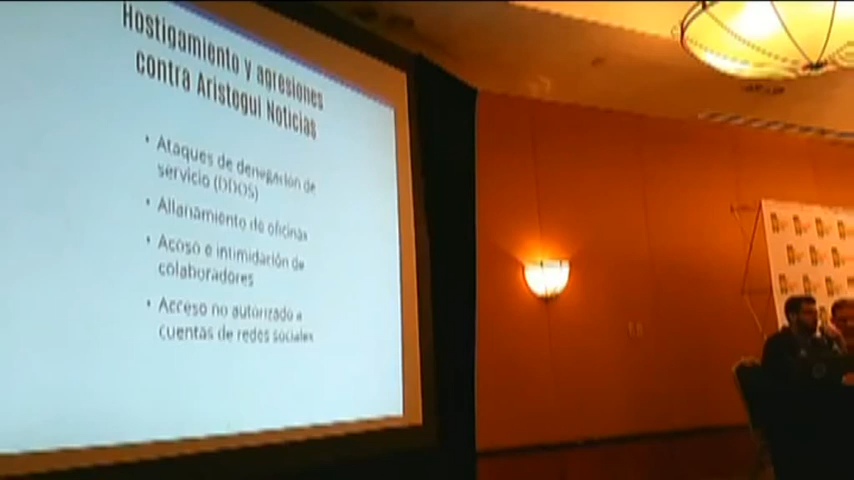 Hostigamiento y agresiones
contra Aristegui Noticias
• Ataques de denegación de
servicio (DDOS)
• Allanamiento de oficinas
• Acoso e intimidación de
colaboradores
• Acceso no autorizado a
cuentas de redes sociales